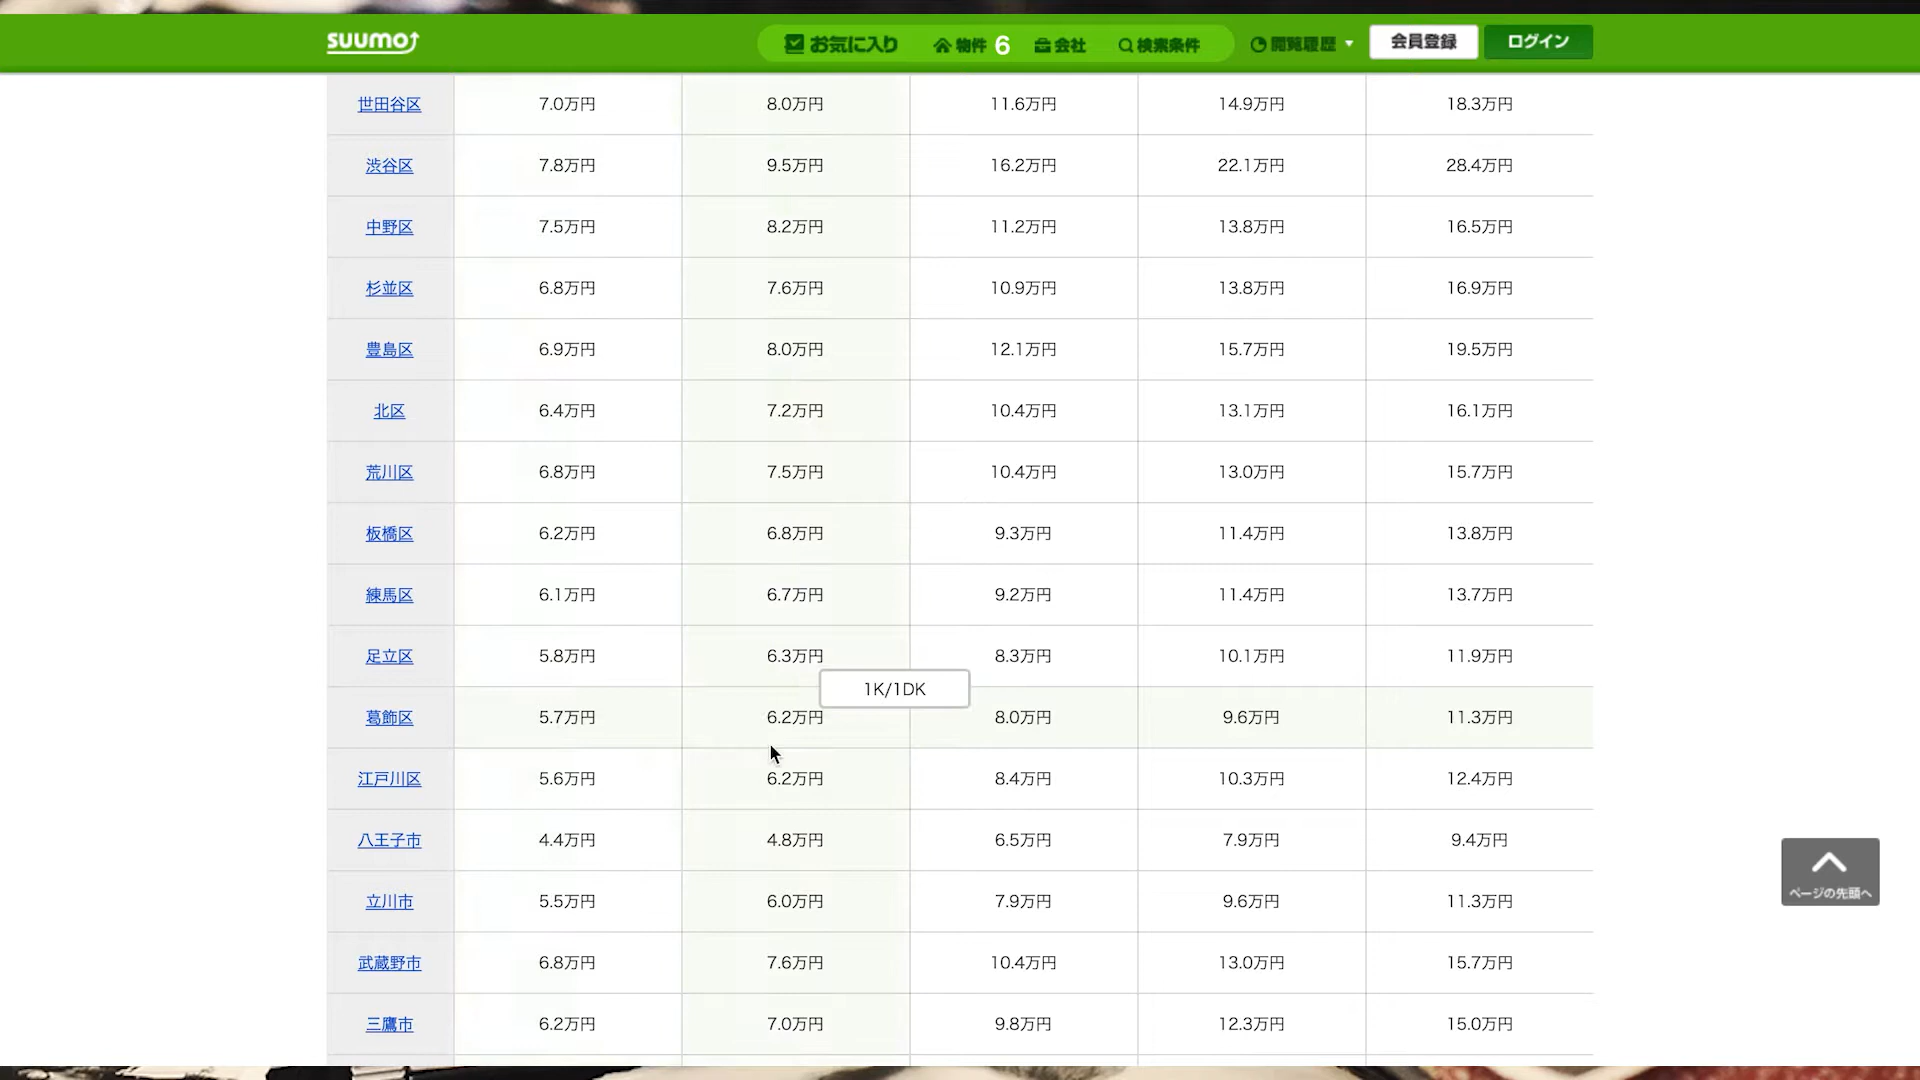 suumo
お気に入り 物件 6 会社 検索条件 閲覧履歴 会員登録 ログイン
世田谷区 7.0万円 8.0万円 11.6万円 14.9万円 18.3万円
渋谷区 7.8万円 9.5万円 16.2万円 22.1万円 28.4万円
中野区 7.5万円 8.2万円 11.2万円 13.8万円 16.5万円
杉並区 6.8万円 7.6万円 10.9万円 13.8万円 16.9万円
豊島区 6.9万円 8.0万円 12.1万円 15.7万円 19.5万円
北区 6.4万円 7.2万円 10.4万円 13.1万円 16.1万円
荒川区 6.8万円 7.5万円 10.4万円 13.0万円 15.7万円
板橋区 6.2万円 6.8万円 9.3万円 11.4万円 13.8万円
練馬区 6.1万円 6.7万円 9.2万円 11.4万円 13.7万円
足立区 5.8万円 6.3万円 8.3万円 10.1万円 11.9万円
1K/1DK
葛飾区 5.7万円 6.2万円 8.0万円 9.6万円 11.3万円
江戸川区 5.6万円 6.2万円 8.4万円 10.3万円 12.4万円
八王子市 4.4万円 4.8万円 6.5万円 7.9万円 9.4万円
ページの先頭へ
立川市 5.5万円 6.0万円 7.9万円 9.6万円 11.3万円
武蔵野市 6.8万円 7.6万円 10.4万円 13.0万円 15.7万円
三鷹市 6.2万円 7.0万円 9.8万円 12.3万円 15.0万円